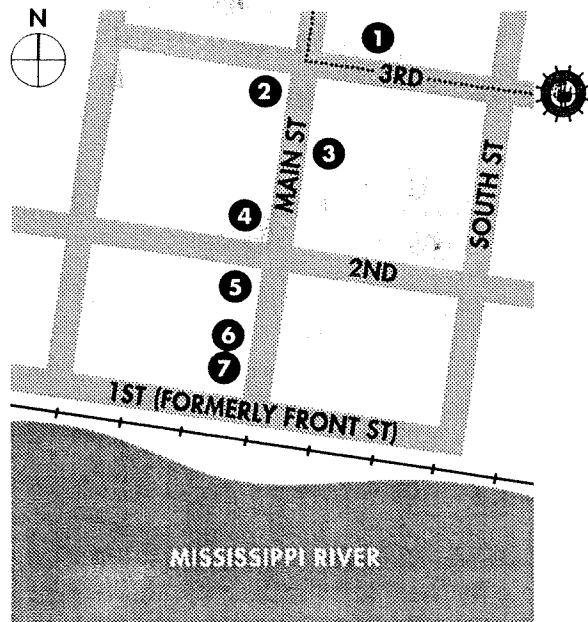 N
1
3RD
2
MAIN ST
3
SOUTH ST
4
2ND
5
6
7
1ST (FORMERLY FRONT ST)
MISSISSIPPI RIVER